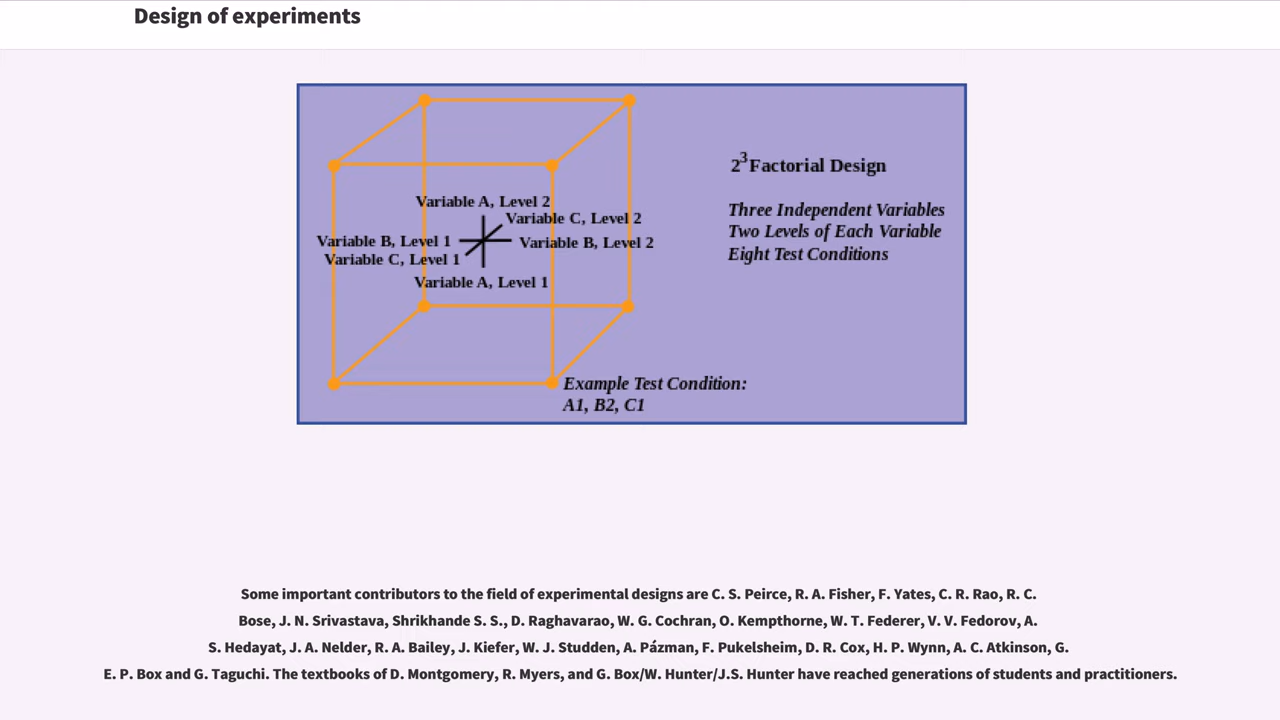 Design of experiments
2³ Factorial Design
Variable A, Level 2
Variable C, Level 2
Variable B, Level 1
Variable B, Level 2
Variable C, Level 1
Variable A, Level 1
Three Independent Variables
Two Levels of Each Variable
Eight Test Conditions
Example Test Condition:
A1, B2, C1
Some important contributors to the field of experimental designs are C. S. Peirce, R. A. Fisher, F. Yates, C. R. Rao, R. C.
Bose, J. N. Srivastava, Shrikhande S. S., D. Raghavarao, W. G. Cochran, O. Kempthorne, W. T. Federer, V. V. Fedorov, A.
S. Hedayat, J. A. Nelder, R. A. Bailey, J. Kiefer, W. J. Studden, A. Pázman, F. Pukelsheim, D. R. Cox, H. P. Wynn, A. C. Atkinson, G.
E. P. Box and G. Taguchi. The textbooks of D. Montgomery, R. Myers, and G. Box/W. Hunter/J.S. Hunter have reached generations of students and practitioners.